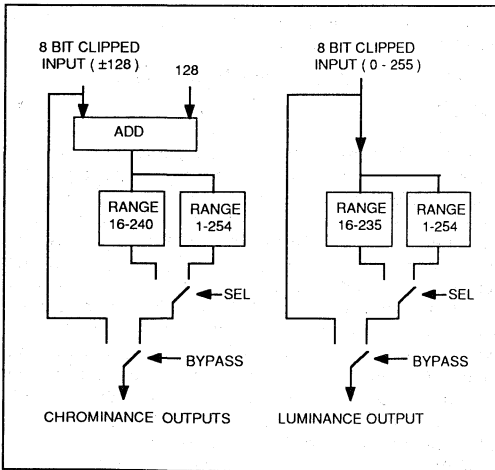 8 BIT CLIPPED
INPUT ( ±128)
128
ADD
RANGE
16-240
RANGE
1-254
SEL
BYPASS
CHROMINANCE OUTPUTS
8 BIT CLIPPED
INPUT ( 0 - 255)
RANGE
16-235
RANGE
1-254
SEL
BYPASS
LUMINANCE OUTPUT